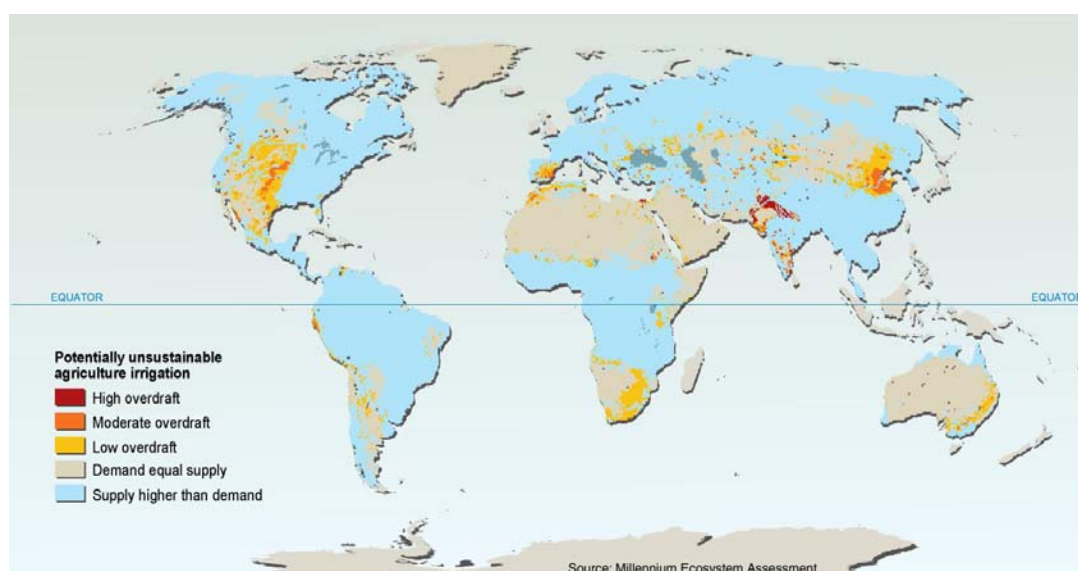 EQUATOR
EQUATOR
Potentially unsustainable
agriculture irrigation
High overdraft
Moderate overdraft
Low overdraft
Demand equal supply
Supply higher than demand
Source: Millennium Ecosystem Assessment